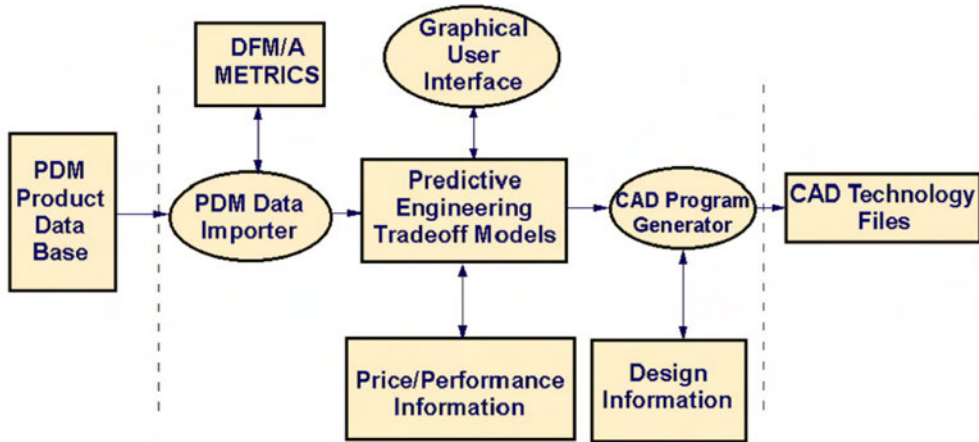 DFM/A
METRICS
Graphical
User
Interface
PDM
Product
Data
Base
PDM Data
Importer
Predictive
Engineering
Tradeoff Models
CAD Program
Generator
CAD Technology
Files
Price/Performance
Information
Design
Information